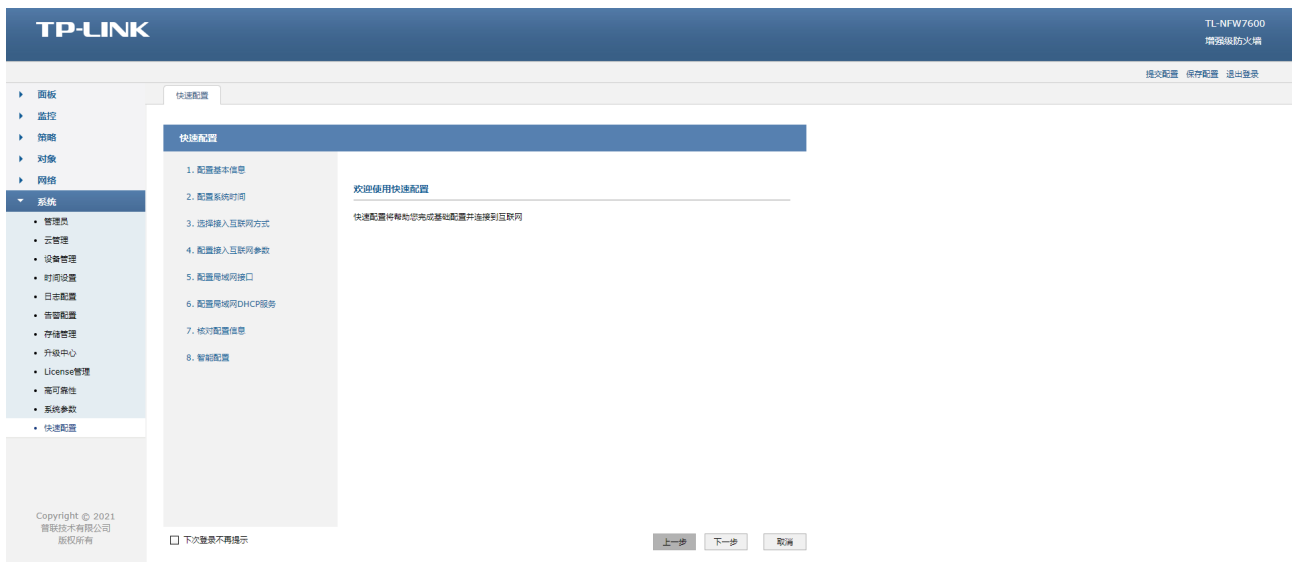 TP-LINK
TL-NFW7600
增强级防火墙
提交配置 保存配置 退出登录
面板
监控
策略
对象
网络
系统
管理员
云管理
设备管理
时间设置
日志配置
告警配置
存储管理
升级中心
License管理
高可靠性
系统参数
快速配置
Copyright © 2021
普联技术有限公司
版权所有
快速配置
快速配置
1. 配置基本信息
2. 配置系统时间
3. 选择接入互联网方式
4. 配置接入互联网参数
5. 配置局域网接口
6. 配置局域网DHCP服务
7. 核对配置信息
8. 智能配置
欢迎使用快速配置
快速配置将帮助您完成基础配置并连接到互联网
下次登录不再提示
上一步 下一步 取消